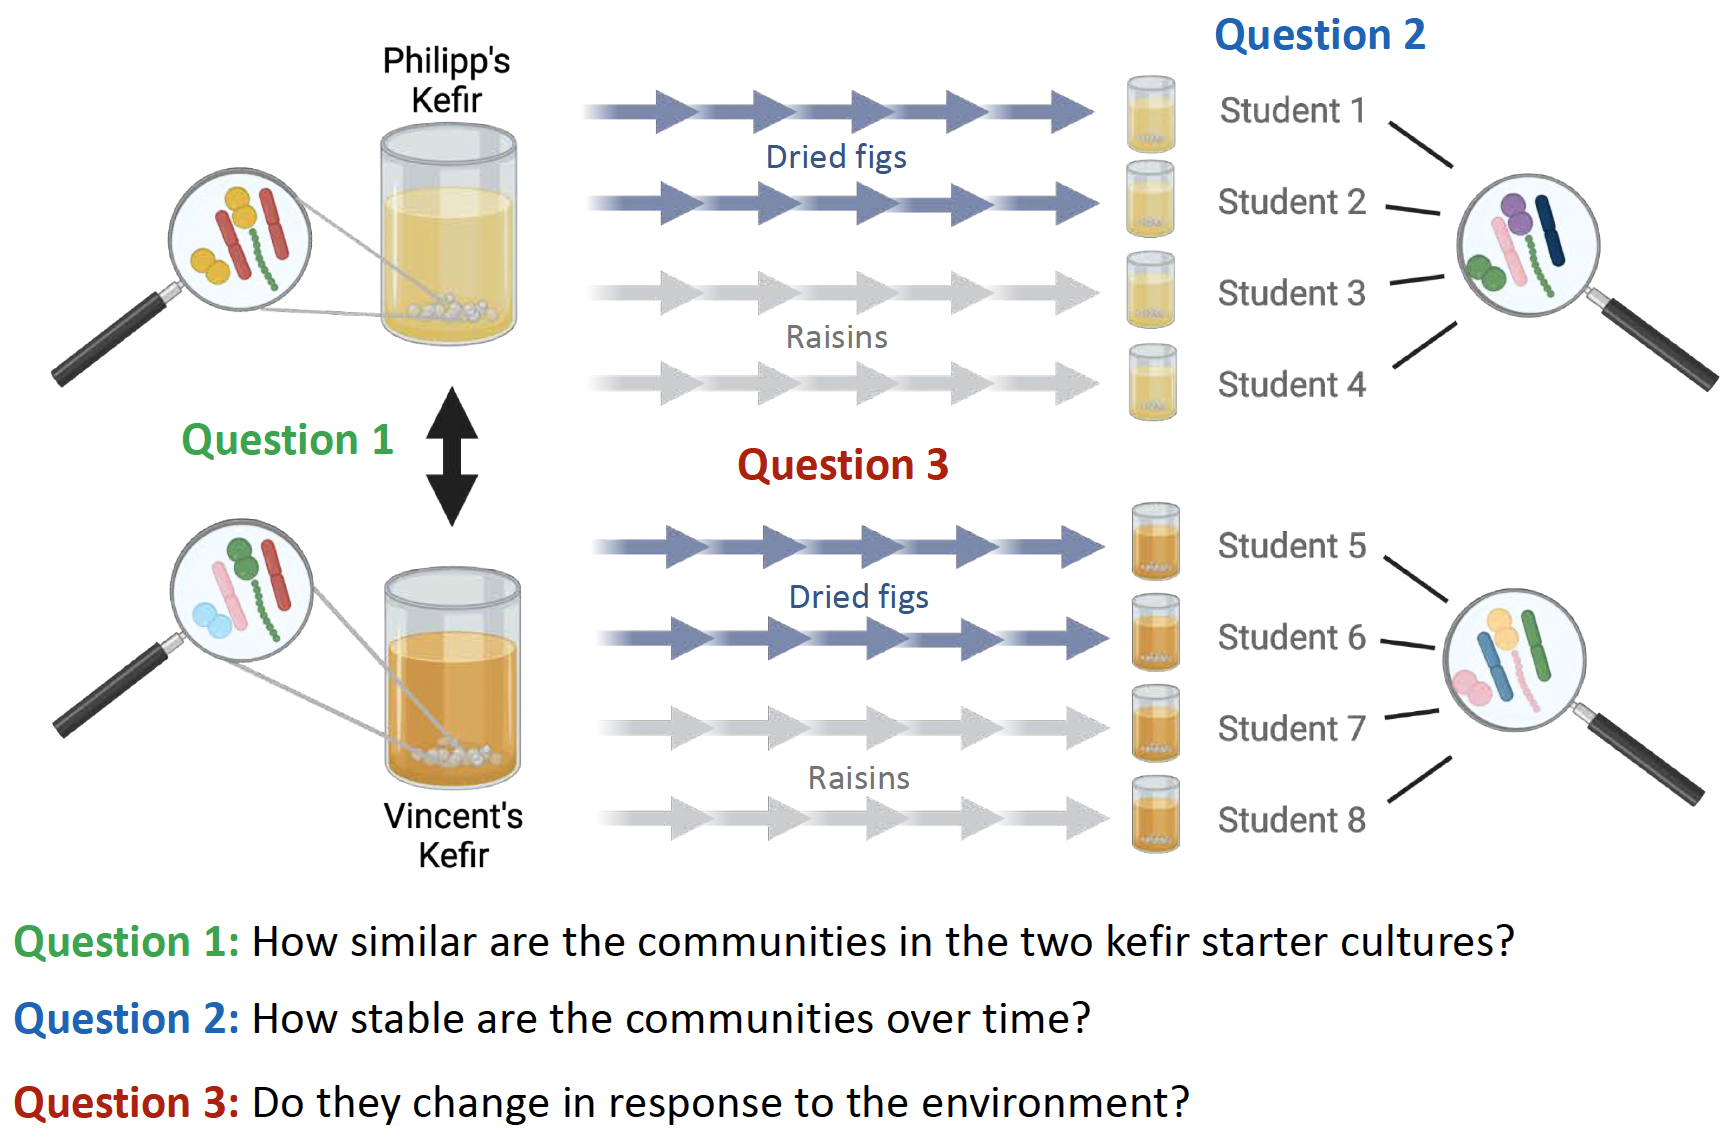 Question 2
Philipp's
Kefir
Student 1
Dried figs
Student 2
Student 3
Raisins
Student 4
Question 1
Question 3
Student 5
Dried figs
Student 6
Student 7
Raisins
Vincent's
Kefir
Student 8
Question 1: How similar are the communities in the two kefir starter cultures?
Question 2: How stable are the communities over time?
Question 3: Do they change in response to the environment?